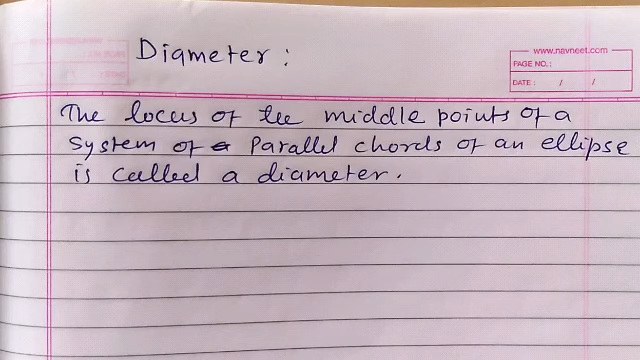 Diameter:
www.navneet.com
PAGE NO.:
DATE: / /
The locus of the middle points of a
system of a Parallel chords of an ellipse
is called a diameter.